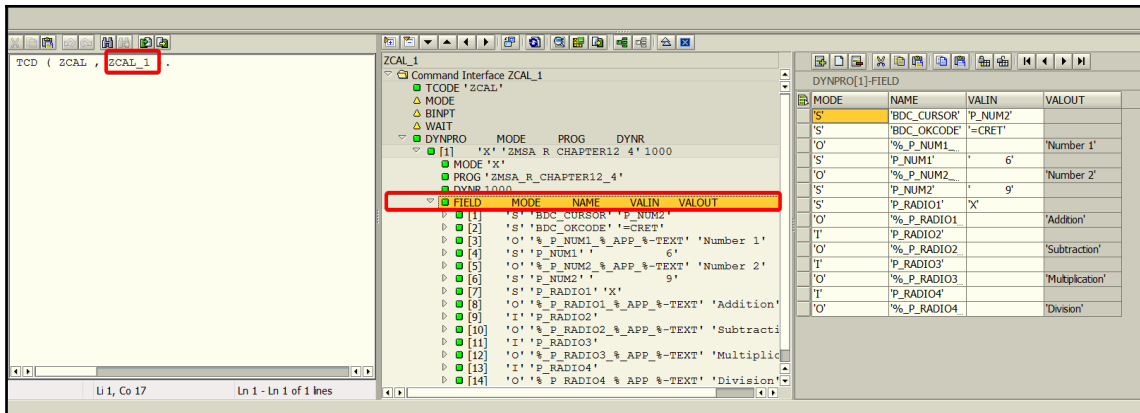 TCD ( ZCAL , ZCAL_1 ) .
Li 1, Co 17
Ln 1 - Ln 1 of 1 lines
ZCAL_1
Command Interface ZCAL_1
TCODE 'ZCAL'
MODE
BINPT
WAIT
DYNPRO MODE PROG DYNR
[1] 'X' 'ZMSA_R_CHAPTER12_4' 1000
MODE 'X'
PROG 'ZMSA_R_CHAPTER12_4'
DYNR 1000
FIELD MODE NAME VALIN VALOUT
[1] 'S' 'BDC_CURSOR' 'P_NUM2'
[2] 'S' 'BDC_OKCODE' '=CRET'
[3] 'O' '%_P_NUM1_%_APP_%-TEXT' 'Number 1'
[4] 'S' 'P_NUM1' ' 6'
[5] 'O' '%_P_NUM2_%_APP_%-TEXT' 'Number 2'
[6] 'S' 'P_NUM2' ' 9'
[7] 'S' 'P_RADIO1' 'X'
[8] 'O' '%_P_RADIO1_%_APP_%-TEXT' 'Addition'
[9] 'I' 'P_RADIO2'
[10] 'O' '%_P_RADIO2_%_APP_%-TEXT' 'Subtracti
[11] 'I' 'P_RADIO3'
[12] 'O' '%_P_RADIO3_%_APP_%-TEXT' 'Multiplic
[13] 'I' 'P_RADIO4'
[14] 'O' '%_P_RADIO4_%_APP_%-TEXT' 'Division'
DYNPRO[1]-FIELD
MODE NAME VALIN VALOUT
'S' 'BDC_CURSOR' 'P_NUM2'
'S' 'BDC_OKCODE' '=CRET'
'O' '%_P_NUM1_... 'Number 1'
'S' 'P_NUM1' ' 6'
'O' '%_P_NUM2_... 'Number 2'
'S' 'P_NUM2' ' 9'
'S' 'P_RADIO1' 'X'
'O' '%_P_RADIO1_... 'Addition'
'I' 'P_RADIO2'
'O' '%_P_RADIO2_... 'Subtraction'
'I' 'P_RADIO3'
'O' '%_P_RADIO3_... 'Multiplication'
'I' 'P_RADIO4'
'O' '%_P_RADIO4_... 'Division'